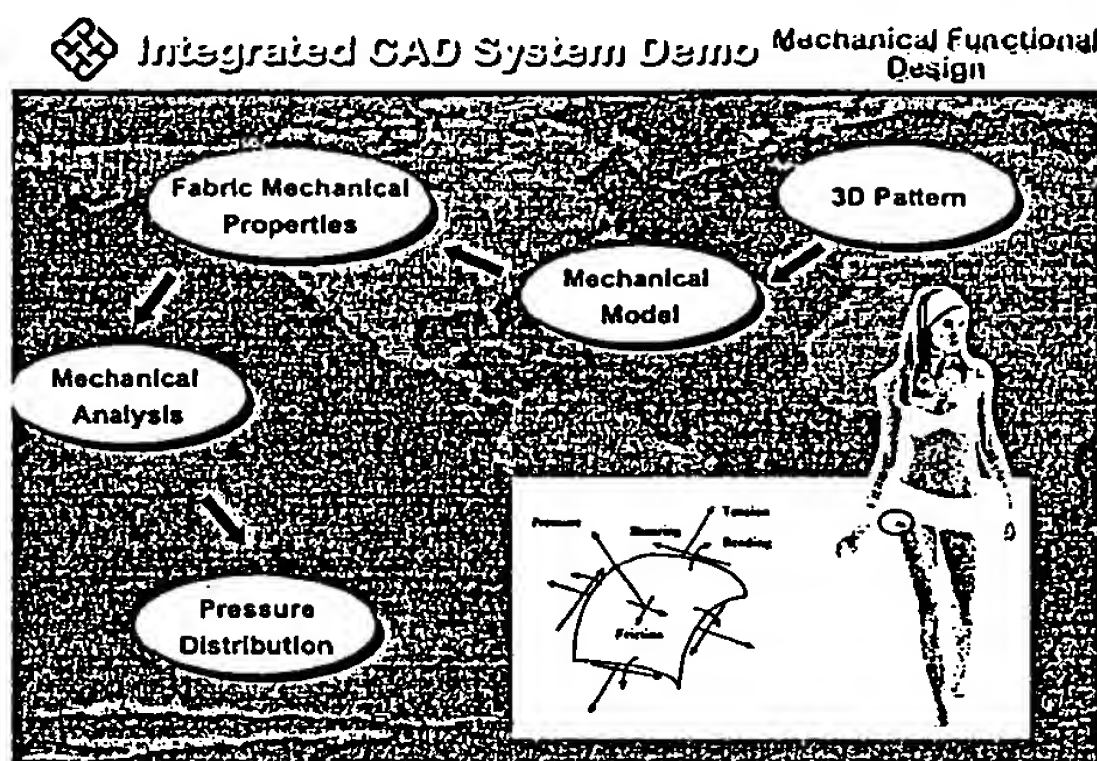 Integrated CAD System Demo
Mechanical Functional
Design
Fabric Mechanical
Properties
3D Pattern
Mechanical
Model
Mechanical
Analysis
Pressure
Distribution
Pressure
Shearing
Tension
Bending
Friction